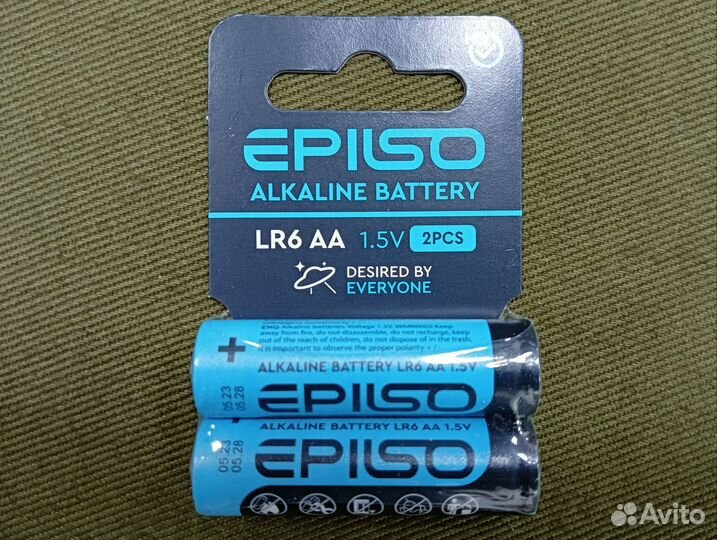 EPILSO
ALKALINE BATTERY
LR6 AA 1.5V 2PCS
DESIRED BY
EVERYONE
ENG Alkaline batteries. Voltage 1.5V. WARNING! Keep
away from fire, do not disassemble, do not recharge, keep
out of the reach of children, do not dispose of in the trash,
it is important to observe the proper polarity + / -
+
ALKALINE BATTERY LR6 AA 1.5V
EPILSO
05.23
05.28
ALKALINE BATTERY LR6 AA 1.5V
EPILSO
05.23
05.28
Avito